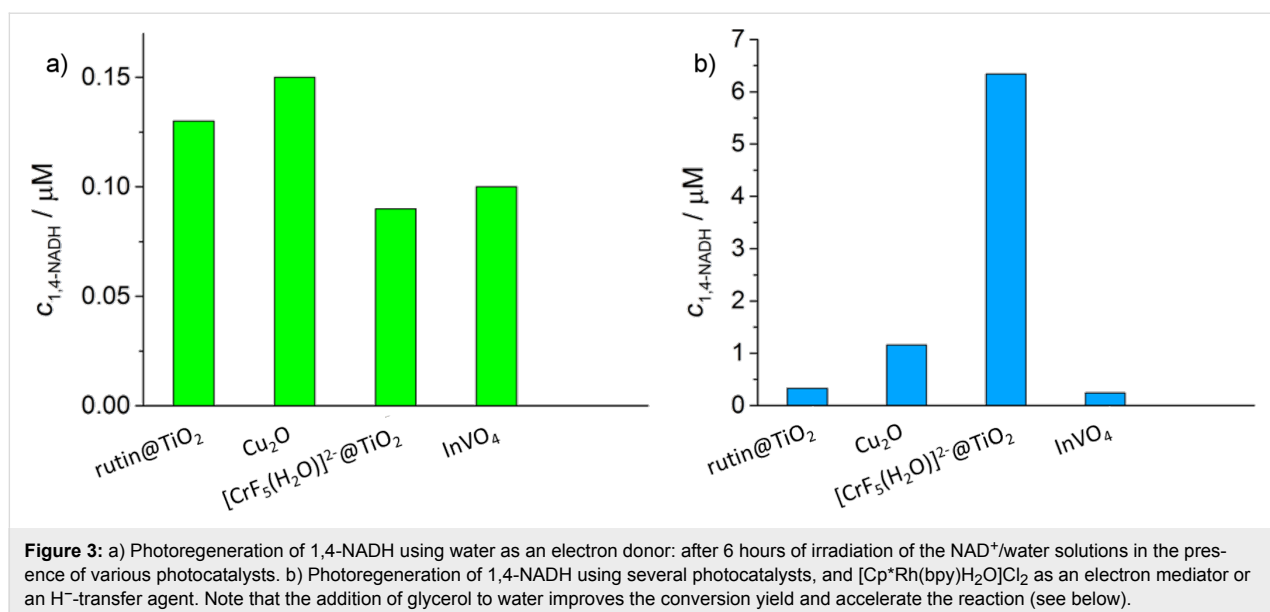 a)
0.15
0.10
0.05
0.00
c1,4-NADH / μM
rutin@TiO2
Cu2O
[CrF5(H2O)]2-@TiO2
InVO4
b)
7
6
5
4
3
2
1
0
c1,4-NADH / μM
rutin@TiO2
Cu2O
[CrF5(H2O)]2-@TiO2
InVO4
Figure 3: a) Photoregeneration of 1,4-NADH using water as an electron donor: after 6 hours of irradiation of the NAD+/water solutions in the pres-
ence of various photocatalysts. b) Photoregeneration of 1,4-NADH using several photocatalysts, and [Cp*Rh(bpy)H2O]Cl2 as an electron mediator or
an H−-transfer agent. Note that the addition of glycerol to water improves the conversion yield and accelerate the reaction (see below).